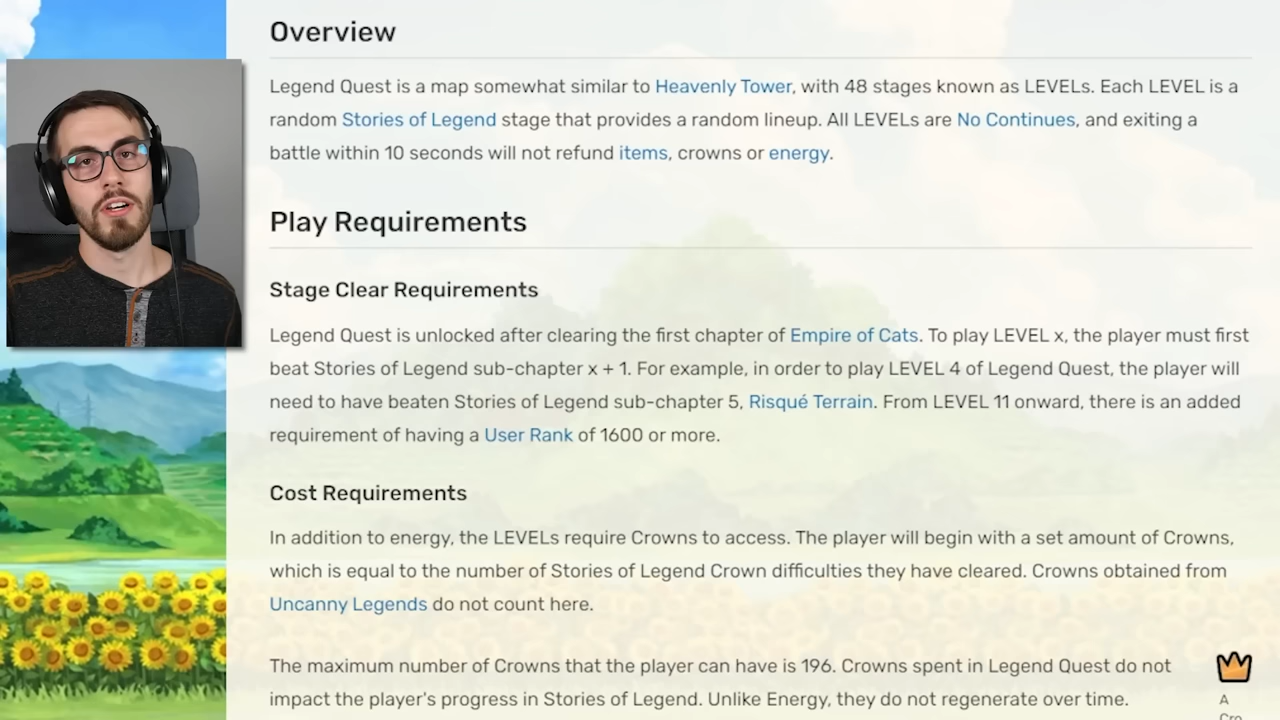 Overview
Legend Quest is a map somewhat similar to Heavenly Tower, with 48 stages known as LEVELs. Each LEVEL is a
random Stories of Legend stage that provides a random lineup. All LEVELs are No Continues, and exiting a
battle within 10 seconds will not refund items, crowns or energy.
Play Requirements
Stage Clear Requirements
Legend Quest is unlocked after clearing the first chapter of Empire of Cats. To play LEVEL x, the player must first
beat Stories of Legend sub-chapter x + 1. For example, in order to play LEVEL 4 of Legend Quest, the player will
need to have beaten Stories of Legend sub-chapter 5, Risqué Terrain. From LEVEL 11 onward, there is an added
requirement of having a User Rank of 1600 or more.
Cost Requirements
In addition to energy, the LEVELs require Crowns to access. The player will begin with a set amount of Crowns,
which is equal to the number of Stories of Legend Crown difficulties they have cleared. Crowns obtained from
Uncanny Legends do not count here.
The maximum number of Crowns that the player can have is 196. Crowns spent in Legend Quest do not
impact the player's progress in Stories of Legend. Unlike Energy, they do not regenerate over time.
A